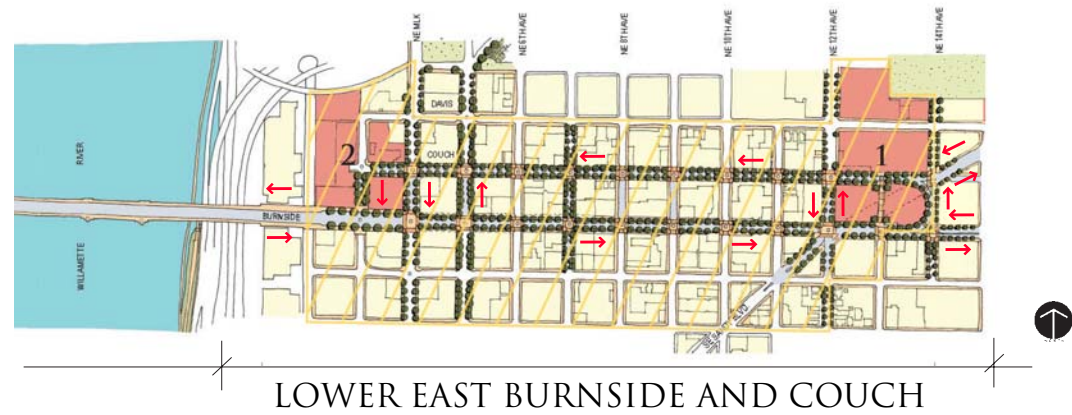 NE MLK
NE 6TH AVE
NE 8TH AVE
NE 10TH AVE
NE 12TH AVE
NE 14TH AVE
DAVIS
COUCH
2
1
RIVER
WILLAMETTE
BURNSIDE
BLVD
LOWER EAST BURNSIDE AND COUCH